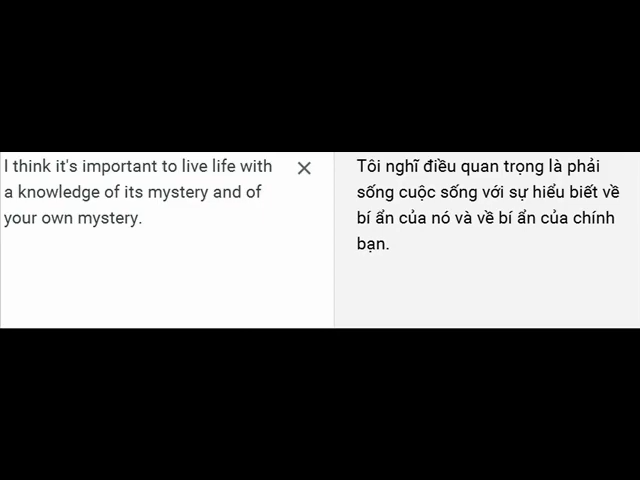 I think it's important to live life with
a knowledge of its mystery and of
your own mystery.
Tôi nghĩ điều quan trọng là phải
sống cuộc sống với sự hiểu biết về
bí ẩn của nó và về bí ẩn của chính
bạn.